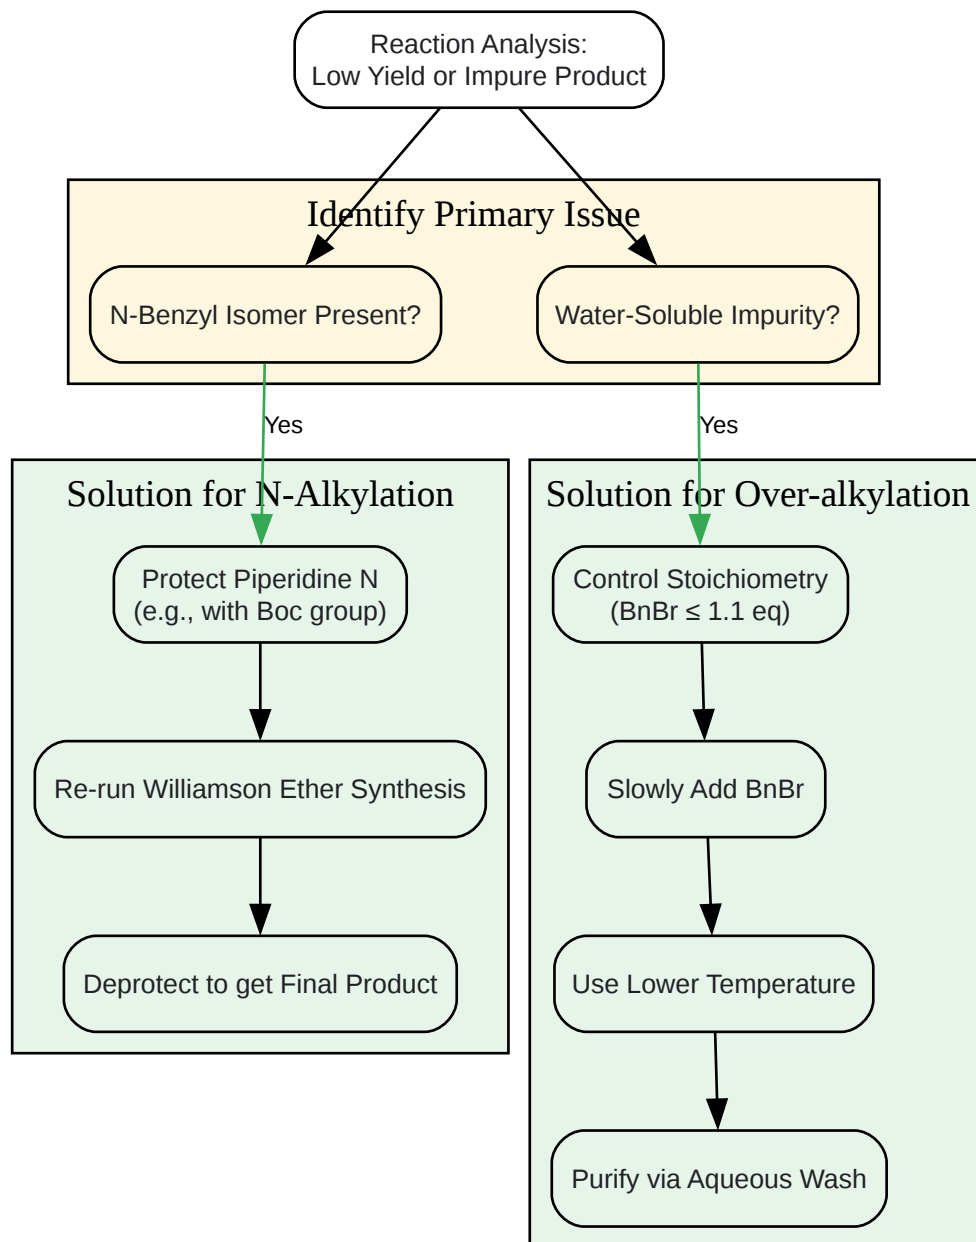 Reaction Analysis:
Low Yield or Impure Product
Identify Primary Issue
N-Benzyl Isomer Present?
Water-Soluble Impurity?
Yes
Yes
Solution for N-Alkylation
Protect Piperidine N
(e.g., with Boc group)
Re-run Williamson Ether Synthesis
Deprotect to get Final Product
Solution for Over-alkylation
Control Stoichiometry
(BnBr ≤ 1.1 eq)
Slowly Add BnBr
Use Lower Temperature
Purify via Aqueous Wash